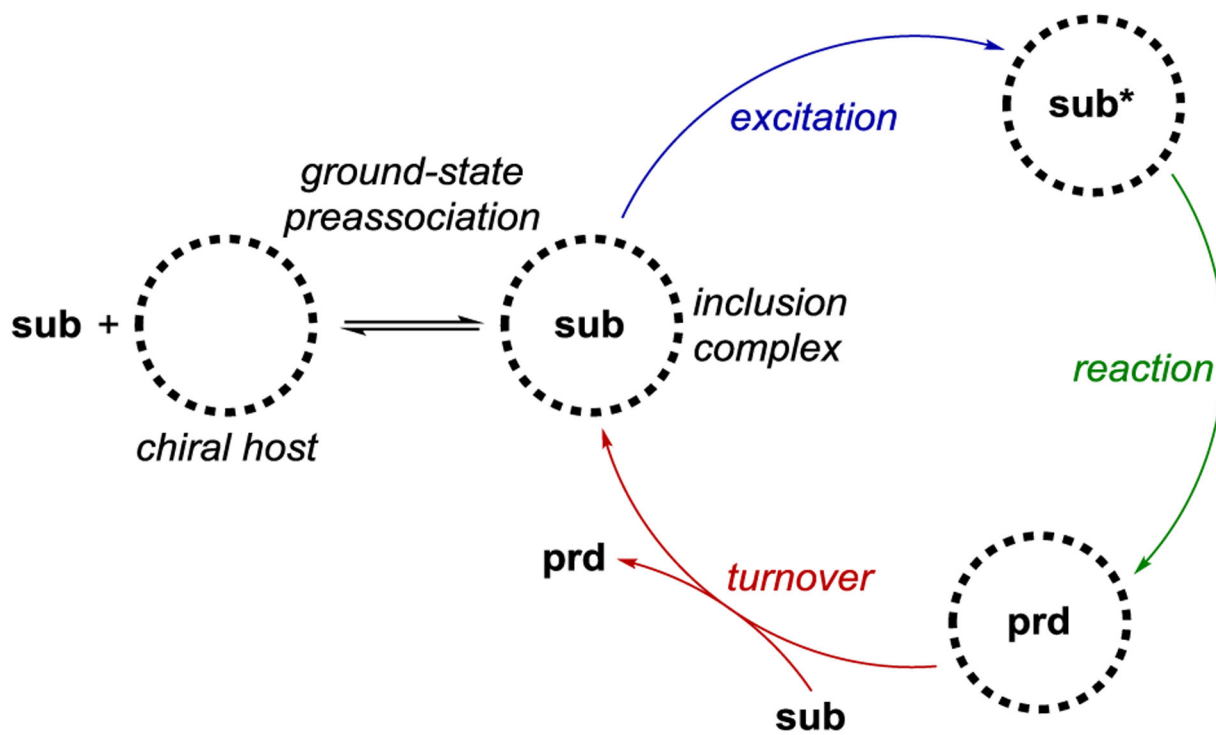 sub*
excitation
ground-state
preassociation
sub +
sub
inclusion
complex
chiral host
reaction
prd
turnover
prd
sub